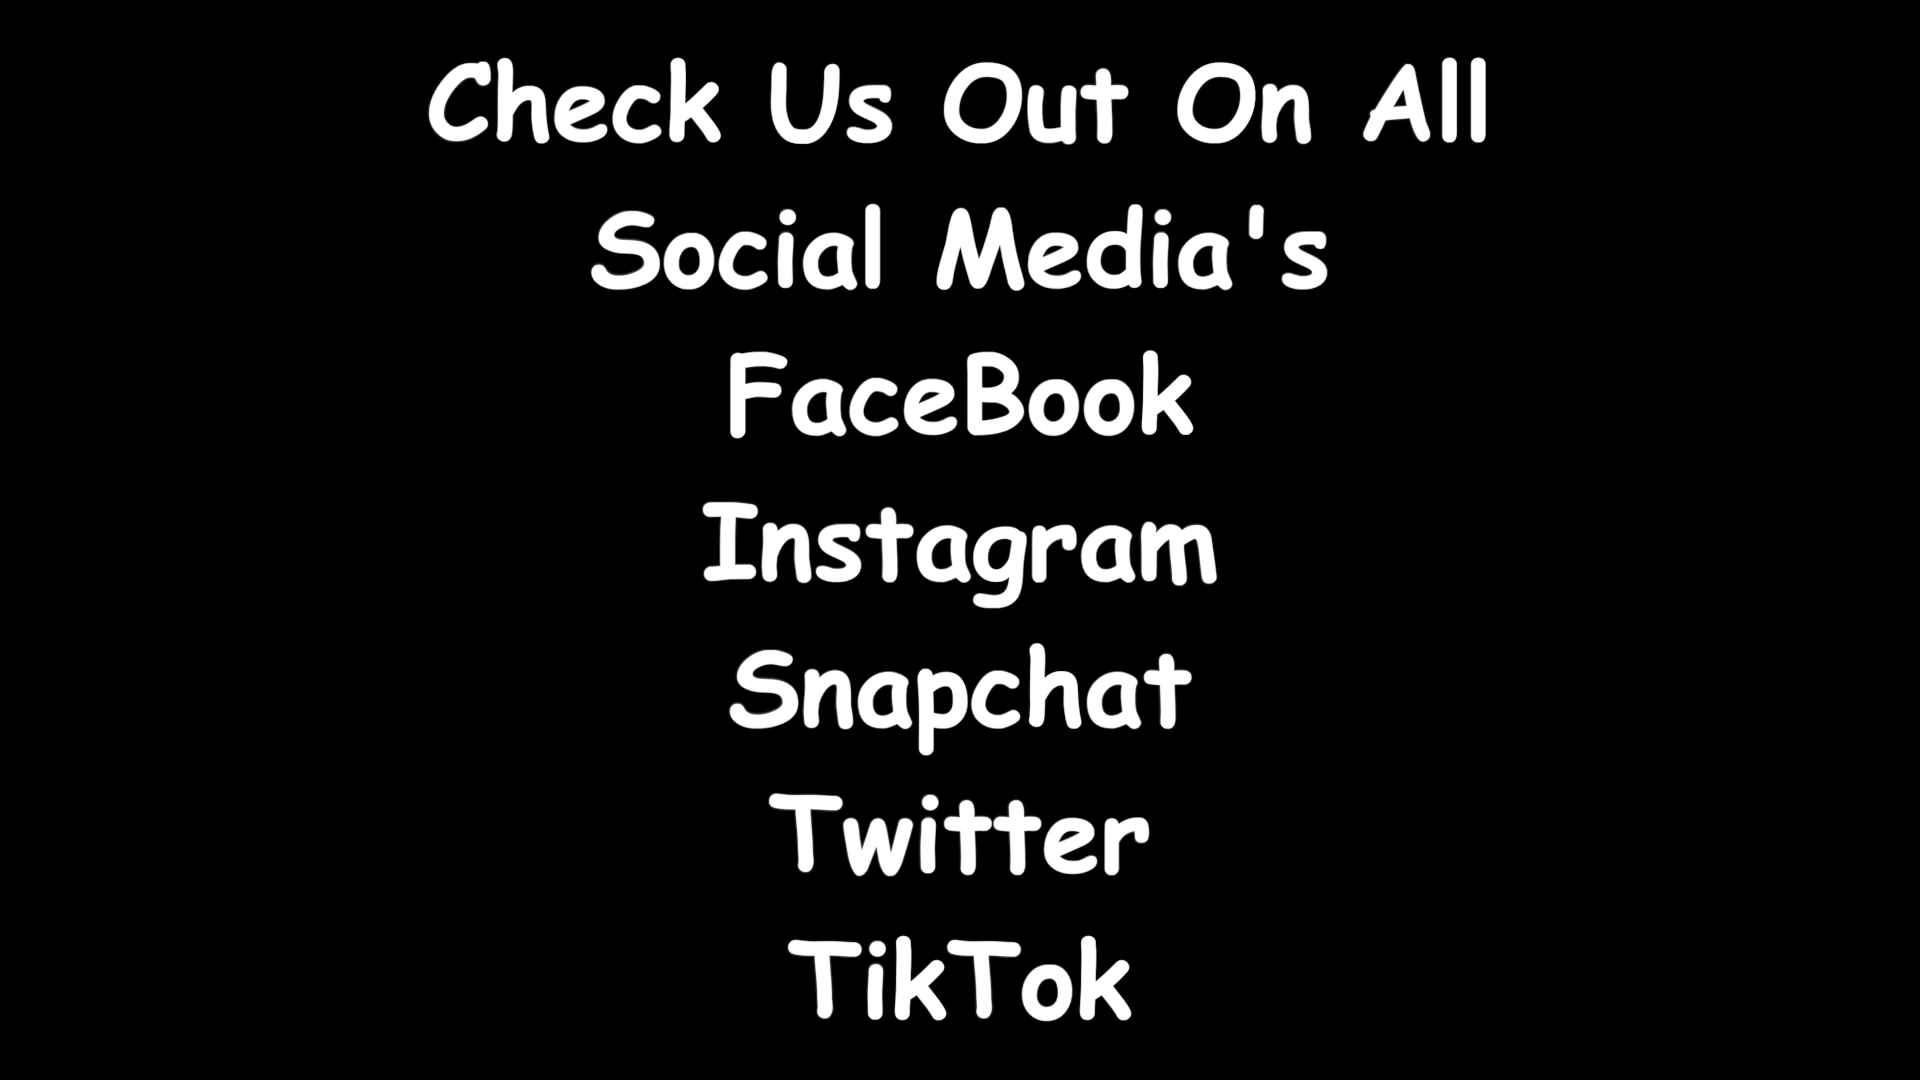 Check Us Out On All
Social Media's
FaceBook
Instagram
Snapchat
Twitter
TikTok